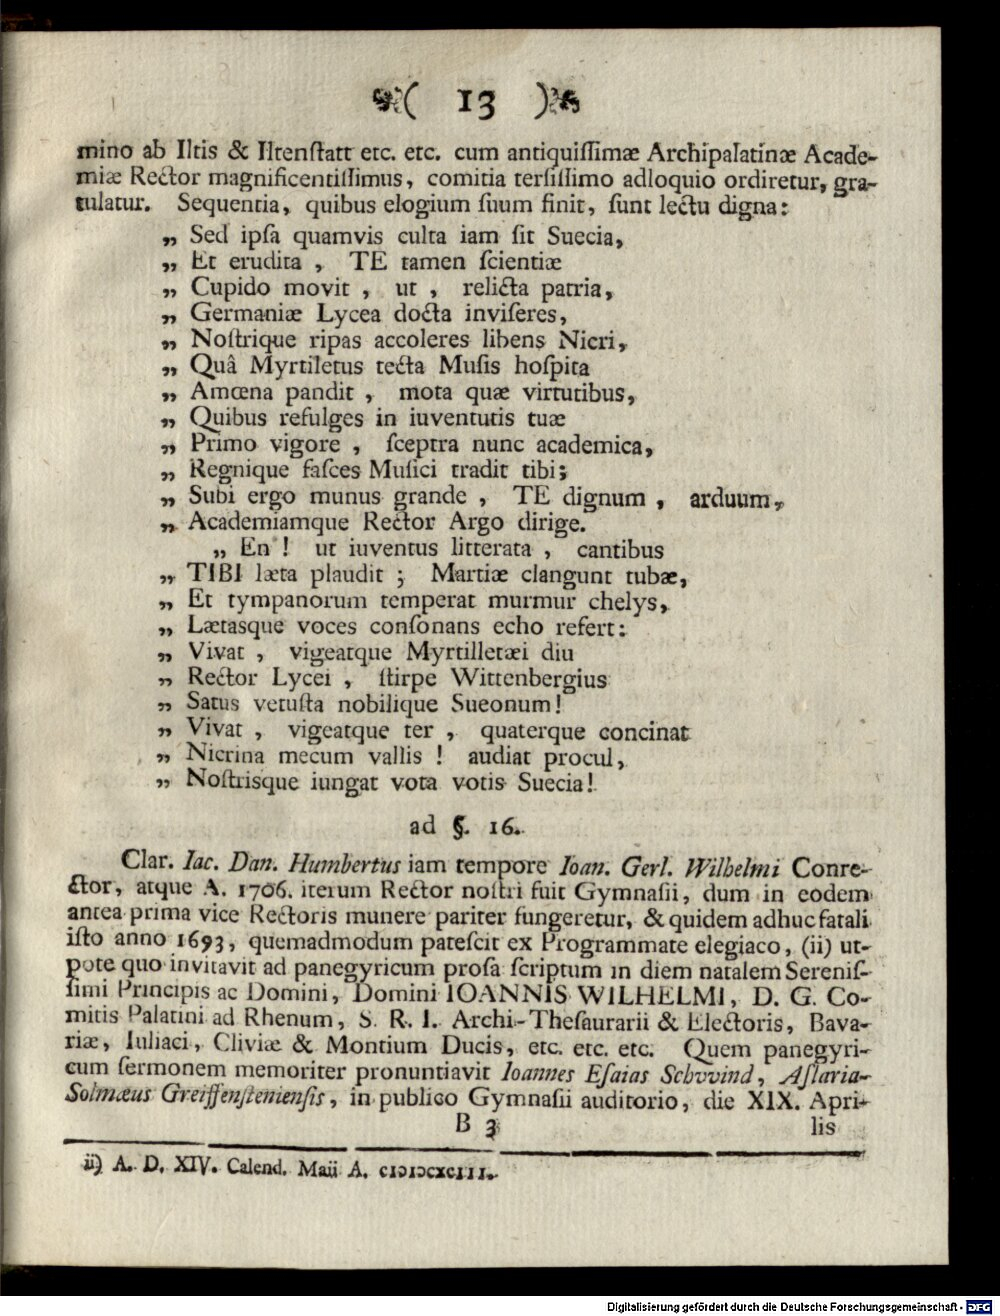 ( 13 )
mino ab Iltis & Iltenſtatt etc. etc. cum antiquiſſimæ Archipalatinæ Acade-
miæ Rector magnificentiſſimus, comitia terſiſſimo adloquio ordiretur, gra-
tulatur. Sequentia, quibus elogium ſuum finit, ſunt lectu digna:
„ Sed ipſa quamvis culta iam ſit Suecia,
„ Et erudita , TE tamen ſcientiæ
„ Cupido movit , ut , relicta patria,
„ Germaniæ Lycea docta inviſeres,
„ Noſtrique ripas accoleres libens Nicri,
„ Quâ Myrtiletus tecta Muſis hoſpita
„ Amœna pandit , mota quæ virtutibus,
„ Quibus refulges in iuventutis tuæ
„ Primo vigore , ſceptra nunc academica,
„ Regnique faſces Muſici tradit tibi;
„ Subi ergo munus grande , TE dignum , arduum,
„ Academiamque Rector Argo dirige.
„ En ! ut iuventus litterata , cantibus
„ TIBI læta plaudit ; Martiæ clangunt tubæ,
„ Et tympanorum temperat murmur chelys,
„ Lætasque voces conſonans echo refert:
„ Vivat , vigeatque Myrtilletæi diu
„ Rector Lycei , ſtirpe Wittenbergius
„ Satus vetuſta nobilique Sueonum!
„ Vivat , vigeatque ter , quaterque concinat
„ Nicrina mecum vallis ! audiat procul,
„ Noſtrisque iungat vota votis Suecia!
ad §. 16.
Clar. Iac. Dan. Humbertus iam tempore Ioan. Gerl. Wilhelmi Conre-
ctor, atque A. 1706. iterum Rector noſtri fuit Gymnaſii, dum in eodem
antea prima vice Rectoris munere pariter fungeretur, & quidem adhuc fatali
iſto anno 1693, quemadmodum pateſcit ex Programmate elegiaco, (ii) ut-
pote quo invitavit ad panegyricum proſa ſcriptum in diem natalem Sereniſ-
ſimi Principis ac Domini, Domini IOANNIS WILHELMI, D. G. Co-
mitis Palatini ad Rhenum, S. R. I. Archi-Theſaurarii & Electoris, Bava-
riæ, Iuliaci, Cliviæ & Montium Ducis, etc. etc. etc. Quem panegyri-
cum ſermonem memoriter pronuntiavit Ioannes Eſaias Schvvind, Aſlaria-
Solmæus Greiffenſtenienſis, in publico Gymnaſii auditorio, die XIX. Apri-
B 3 lis
ii) A. D. XIV. Calend. Maii A. cIɔIɔcxcIII.
Digitalisierung gefördert durch die Deutsche Forschungsgemeinschaft - DFG